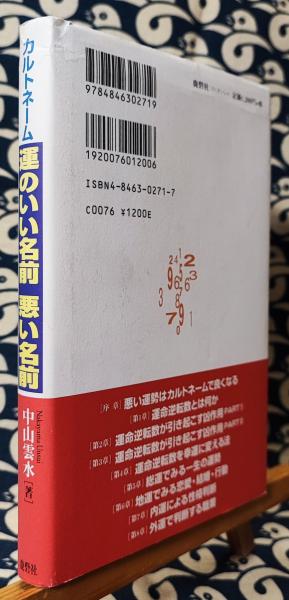 カルトネーム
運のいい名前 悪い名前
Nakayama Unsui
中山雲水[著]
鹿砦社
9784846302719
1920076012006
ISBN4-8463-0271-7
C0076 ¥1200E
[序 章] 悪い運勢はカルトネームで良くなる
[第1章] 運命逆転数とは何か
[第2章] 運命逆転数が引き起こす凶作用 PART1
[第3章] 運命逆転数が引き起こす凶作用 PART2
[第4章] 運命逆転数を幸運に変える法
[第5章] 総運でみる一生の運勢
[第6章] 地運でみる恋愛・結婚・行動
[第7章] 内運による性格判断
[第8章] 外運で判断する職業